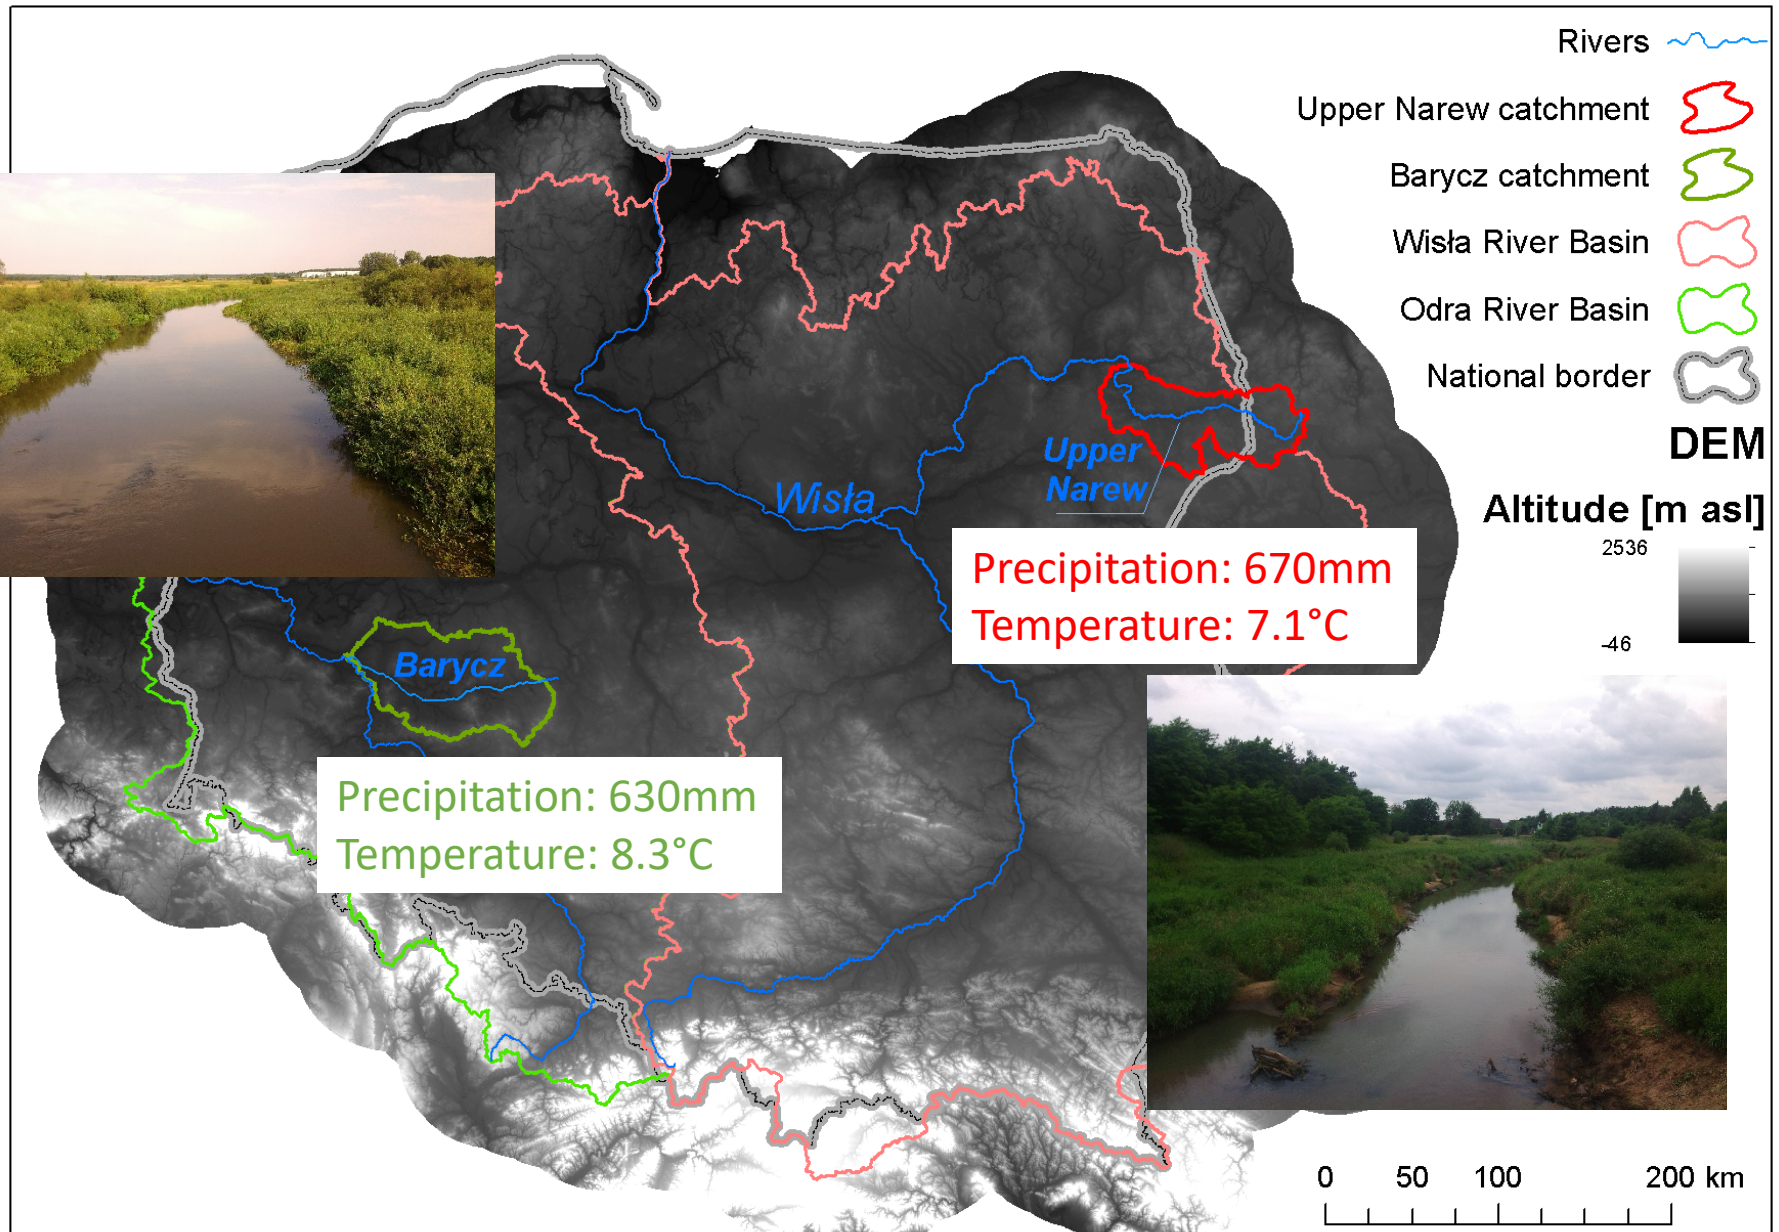 Rivers
Upper Narew catchment
Barycz catchment
Wisła River Basin
Odra River Basin
National border
DEM
Altitude [m asl]
2536
-46
Upper
Narew
Wisła
Precipitation: 670mm
Temperature: 7.1°C
Barycz
Precipitation: 630mm
Temperature: 8.3°C
0 50 100 200 km